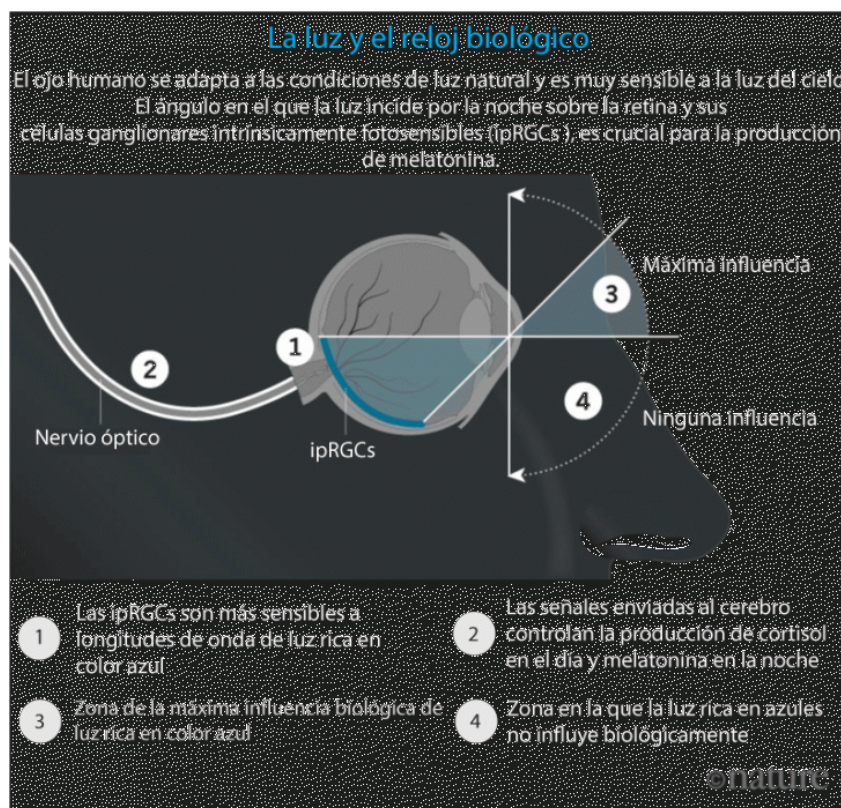 La luz y el reloj biológico
El ojo humano se adapta a las condiciones de luz natural y es muy sensible a la luz del cielo
El ángulo en el que la luz incide por la noche sobre la retina y sus
células ganglionares intrínsicamente fotosensibles (ipRGCs ), es crucial para la producción
de melatonina.
Máxima influencia
3
1
2
4
Ninguna influencia
Nervio óptico
ipRGCs
1
Las ipRGCs son más sensibles a
longitudes de onda de luz rica en
color azul
2
Las señales enviadas al cerebro
controlan la producción de cortisol
en el día y melatonina en la noche
3
Zona de la máxima influencia biológica de
luz rica en color azul
4
Zona en la que la luz rica en azules
no influye biológicamente
©nature